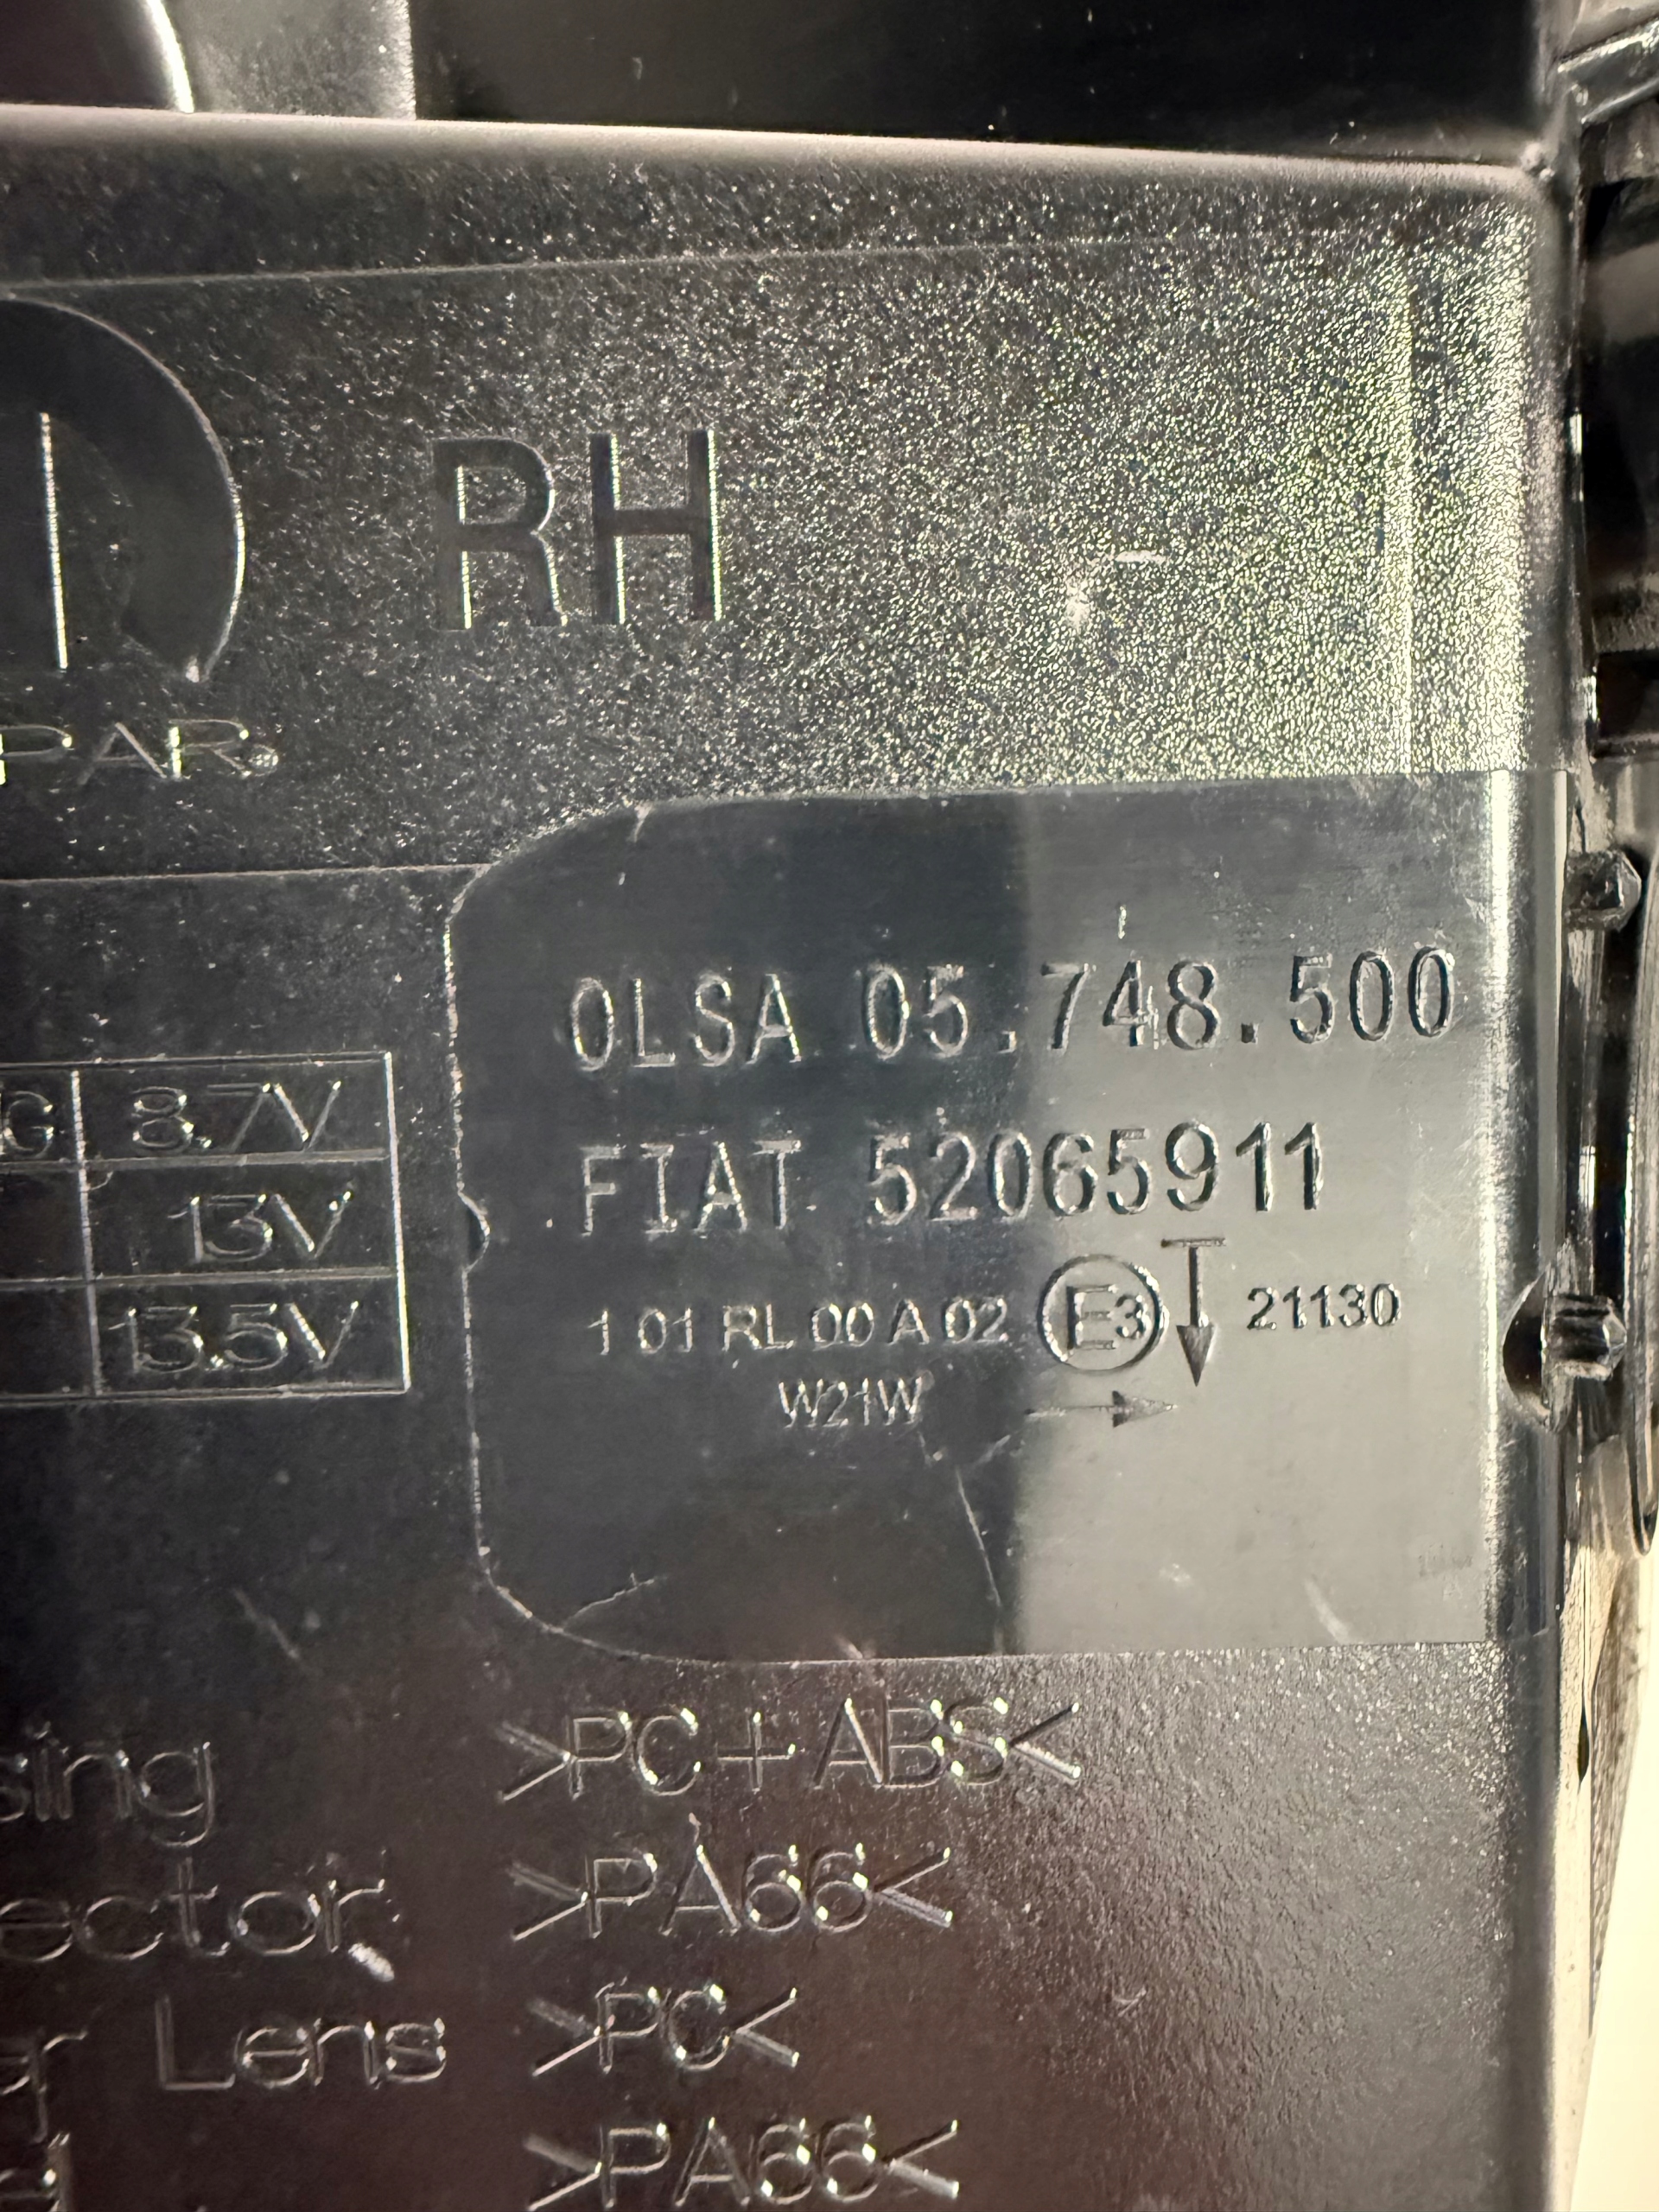 RH
PAR
OLSA 05.748.500
FIAT 52065911
1 01 RL 00 A 02 E3 21130
W21W
G 8.7V
13V
13.5V
sing >PC+ABS<
ector >PA66<
r Lens >PC<
>PA66<